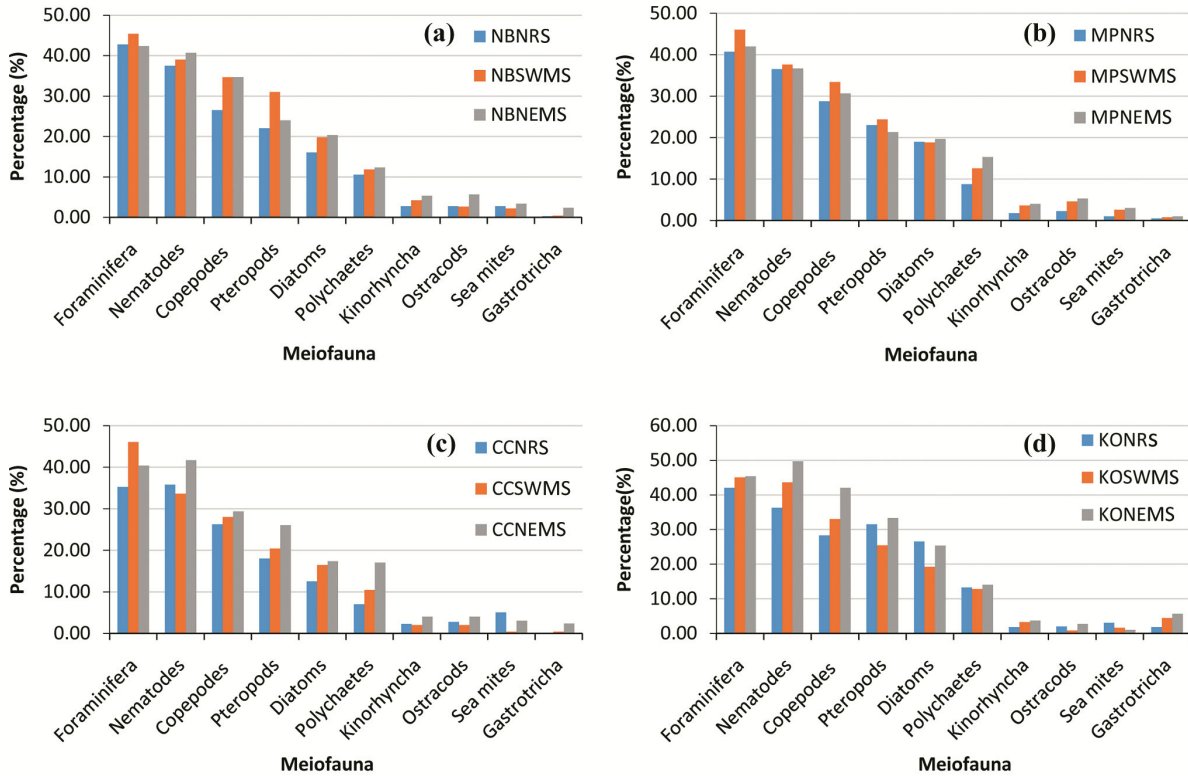 (a)
Percentage (%)
50.00
40.00
30.00
20.00
10.00
0.00
NBNRS
NBSWMS
NBNEMS
Foraminifera
Nematodes
Copepodes
Pteropods
Diatoms
Polychaetes
Kinorhyncha
Ostracods
Sea mites
Gastrotricha
Meiofauna
(b)
Percentage(%)
50.00
40.00
30.00
20.00
10.00
0.00
MPNRS
MPSWMS
MPNEMS
Foraminifera
Nematodes
Copepodes
Pteropods
Diatoms
Polychaetes
Kinorhyncha
Ostracods
Sea mites
Gastrotricha
Meiofauna
(c)
Percentage (%)
50.00
40.00
30.00
20.00
10.00
0.00
CCNRS
CCSWMS
CCNEMS
Foraminifera
Nematodes
Copepodes
Pteropods
Diatoms
Polychaetes
Kinorhyncha
Ostracods
Sea mites
Gastrotricha
Meiofauna
(d)
Percentage(%)
60.00
50.00
40.00
30.00
20.00
10.00
0.00
KONRS
KOSWMS
KONEMS
Foraminifera
Nematodes
Copepodes
Pteropods
Diatoms
Polychaetes
Kinorhyncha
Ostracods
Sea mites
Gastrotricha
Meiofauna